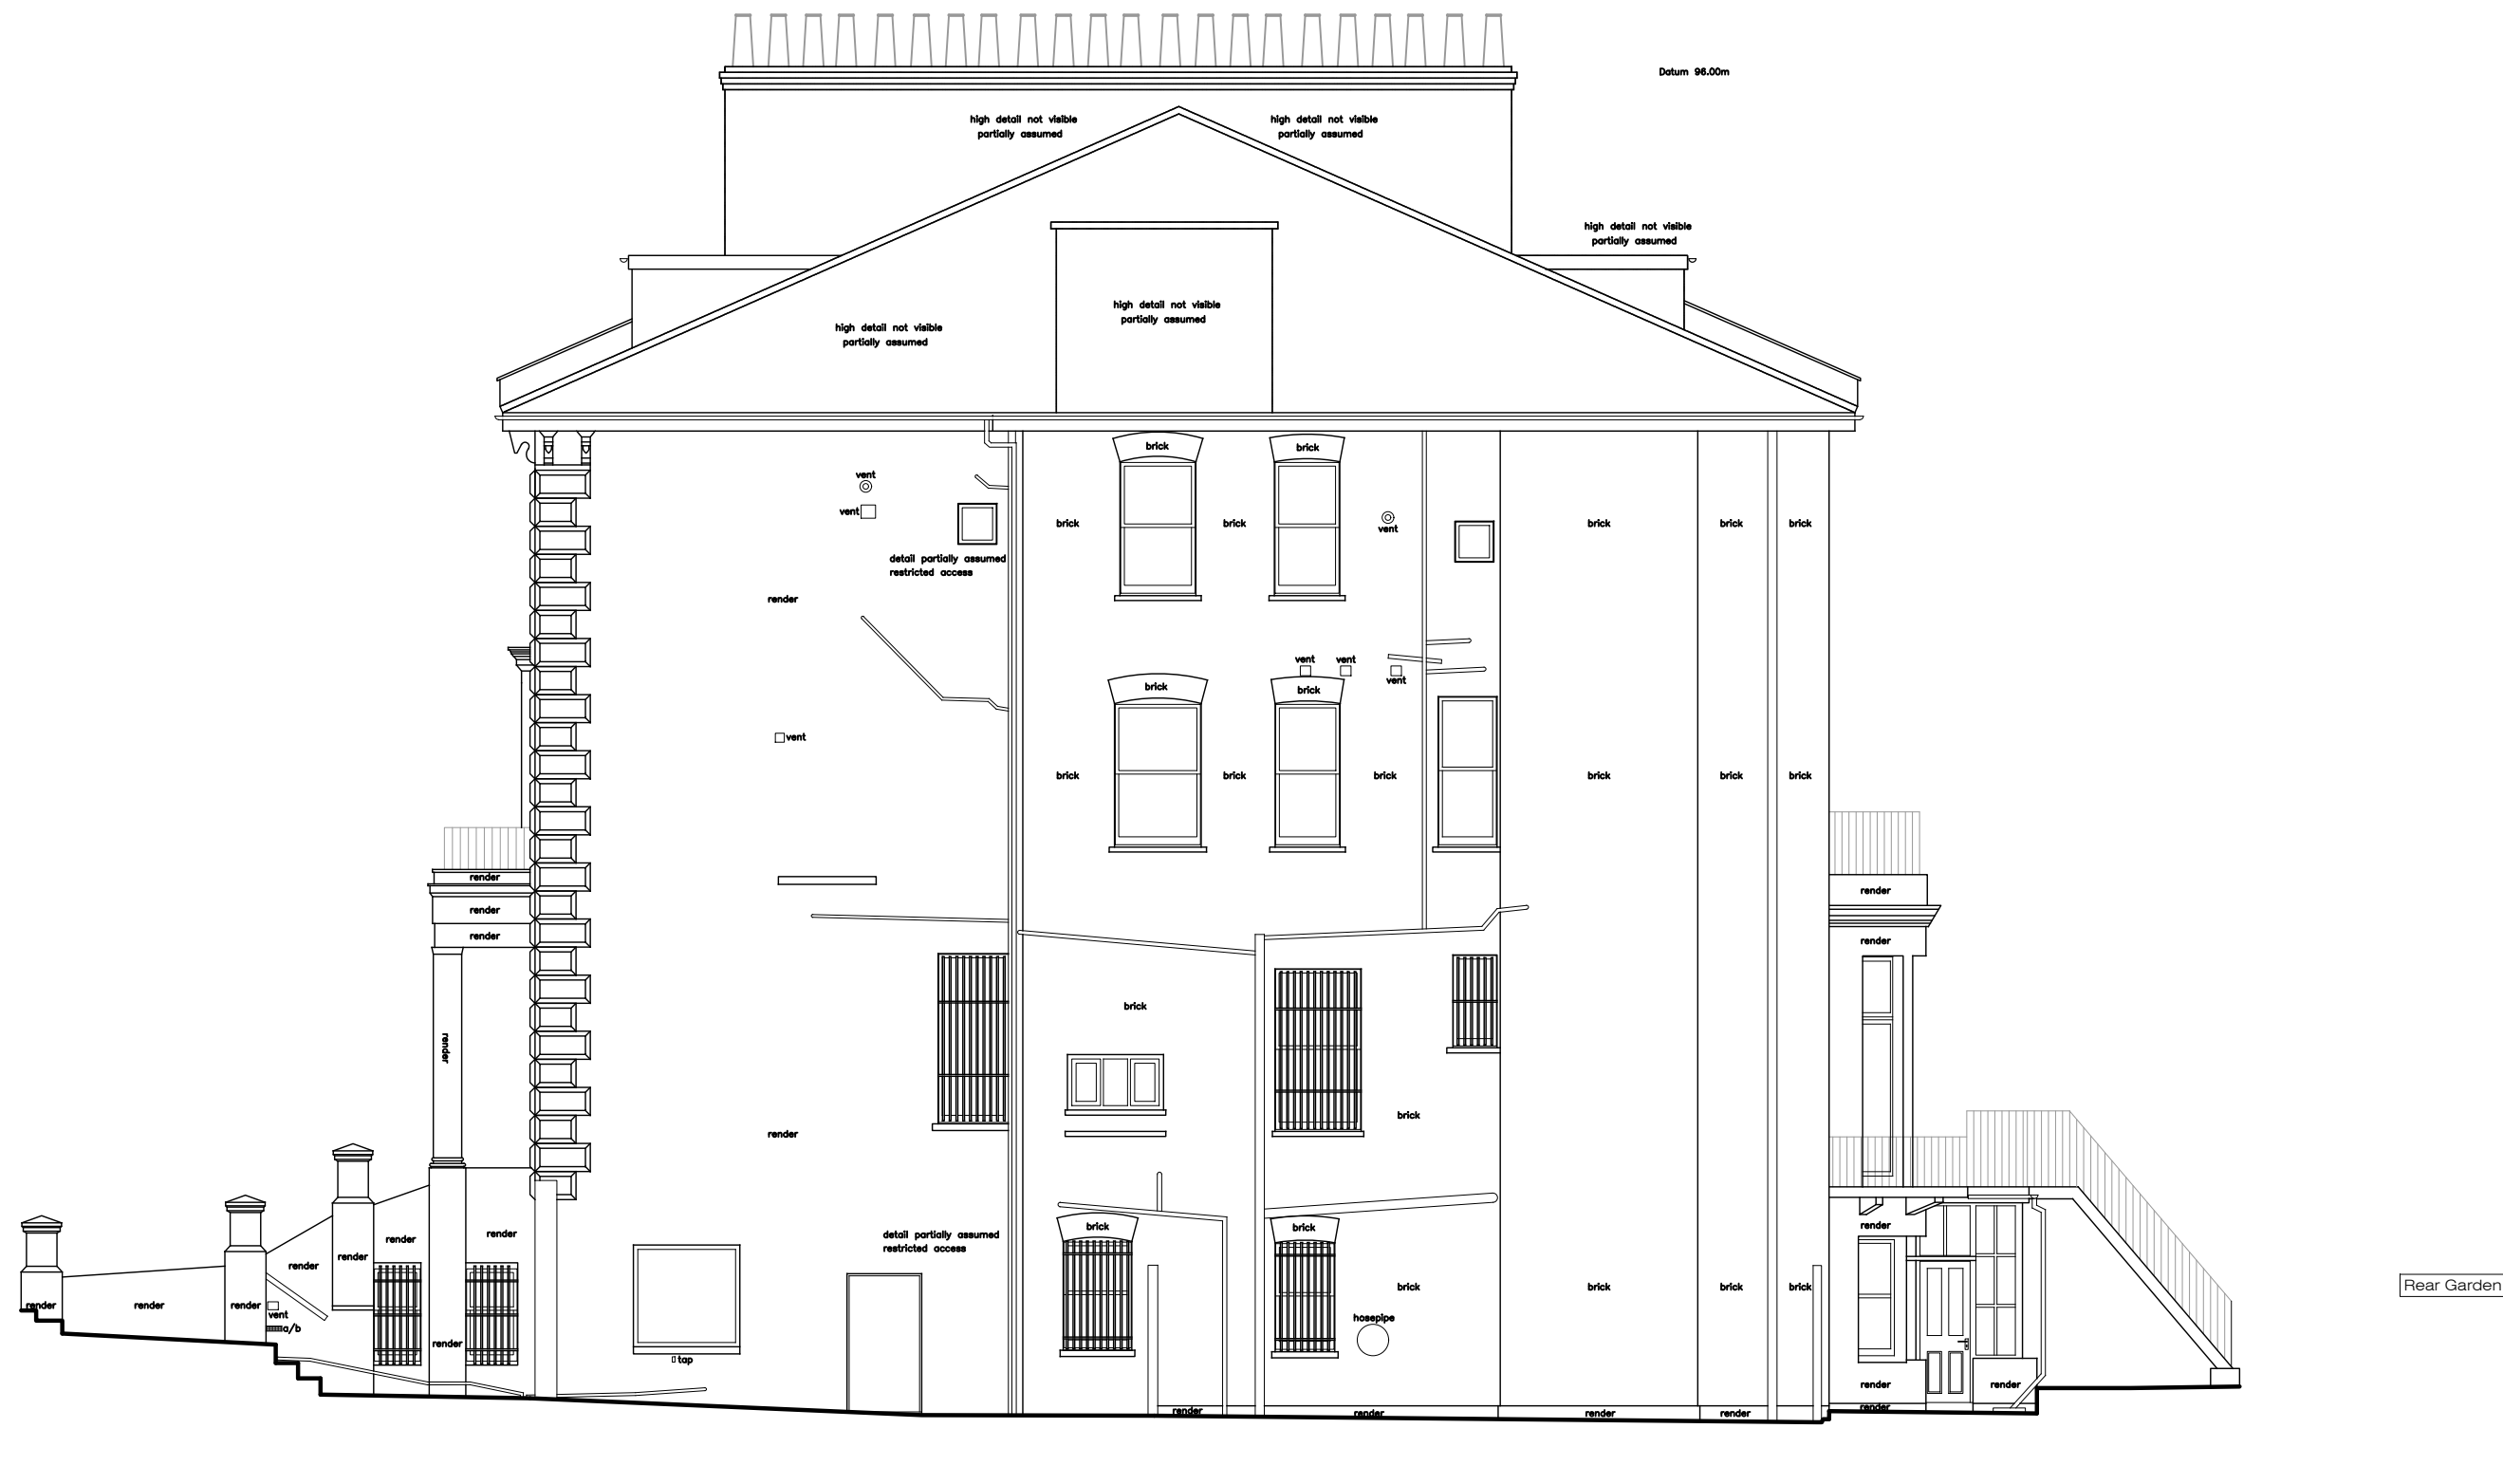 Datum 96.00m
high detail not visible
partially assumed
high detail not visible
partially assumed
high detail not visible
partially assumed
high detail not visible
partially assumed
high detail not visible
partially assumed
brick
brick
vent
vent
vent
brick
brick
brick
brick
brick
detail partially assumed
restricted access
render
vent
vent
vent
brick
brick
vent
brick
brick
brick
brick
brick
brick
render
render
render
render
render
brick
render
brick
render
render
brick
brick
render
render
render
detail partially assumed
restricted access
render
render
brick
brick
brick
brick
Rear Garden
render
render
render
vent
a/b
hosepipe
render
tap
render
render
render
render
render
render
render